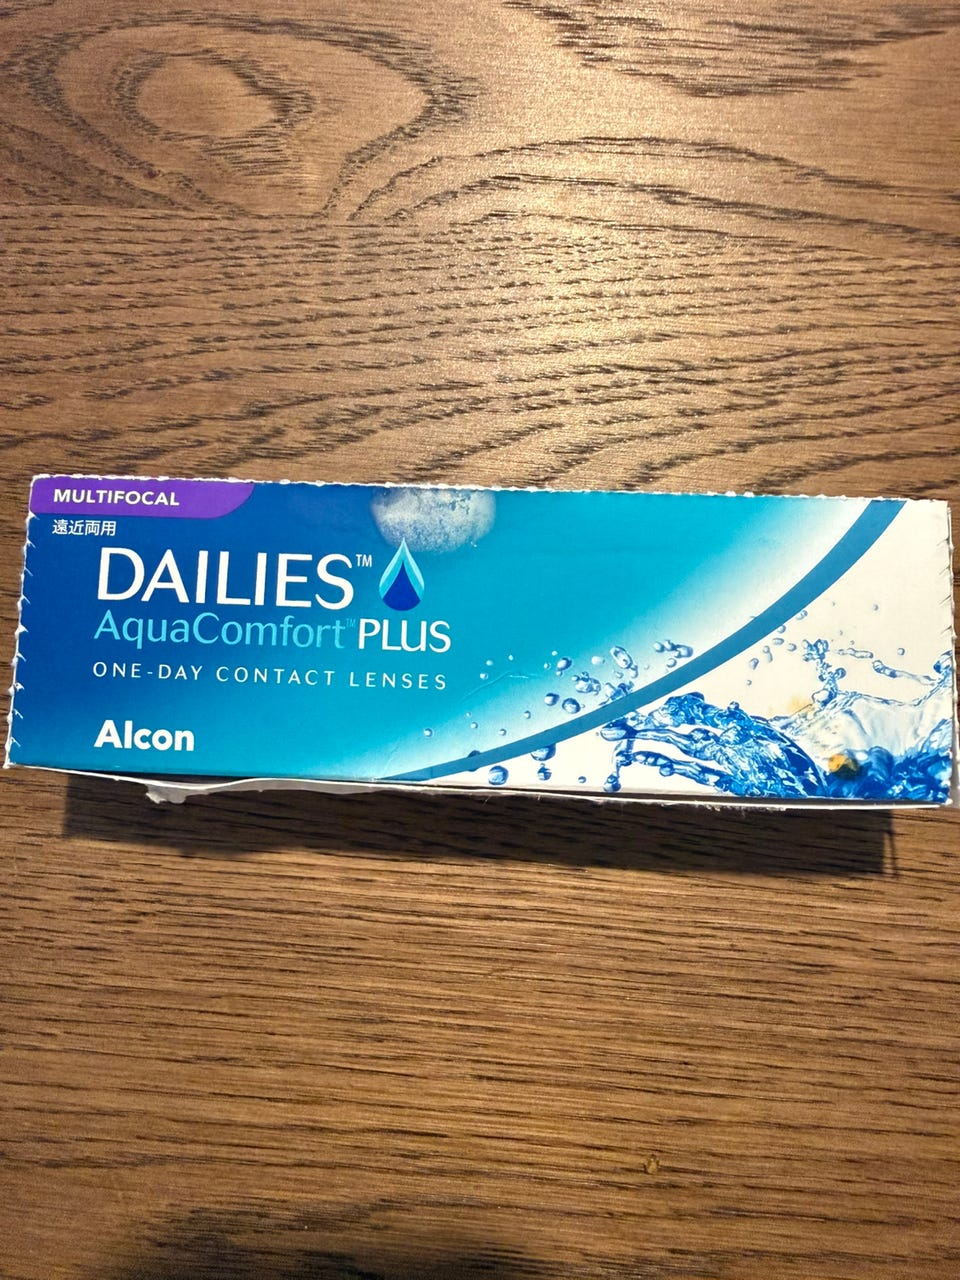 MULTIFOCAL
遠近両用
DAILIES™
AquaComfort™ PLUS
ONE-DAY CONTACT LENSES
Alcon